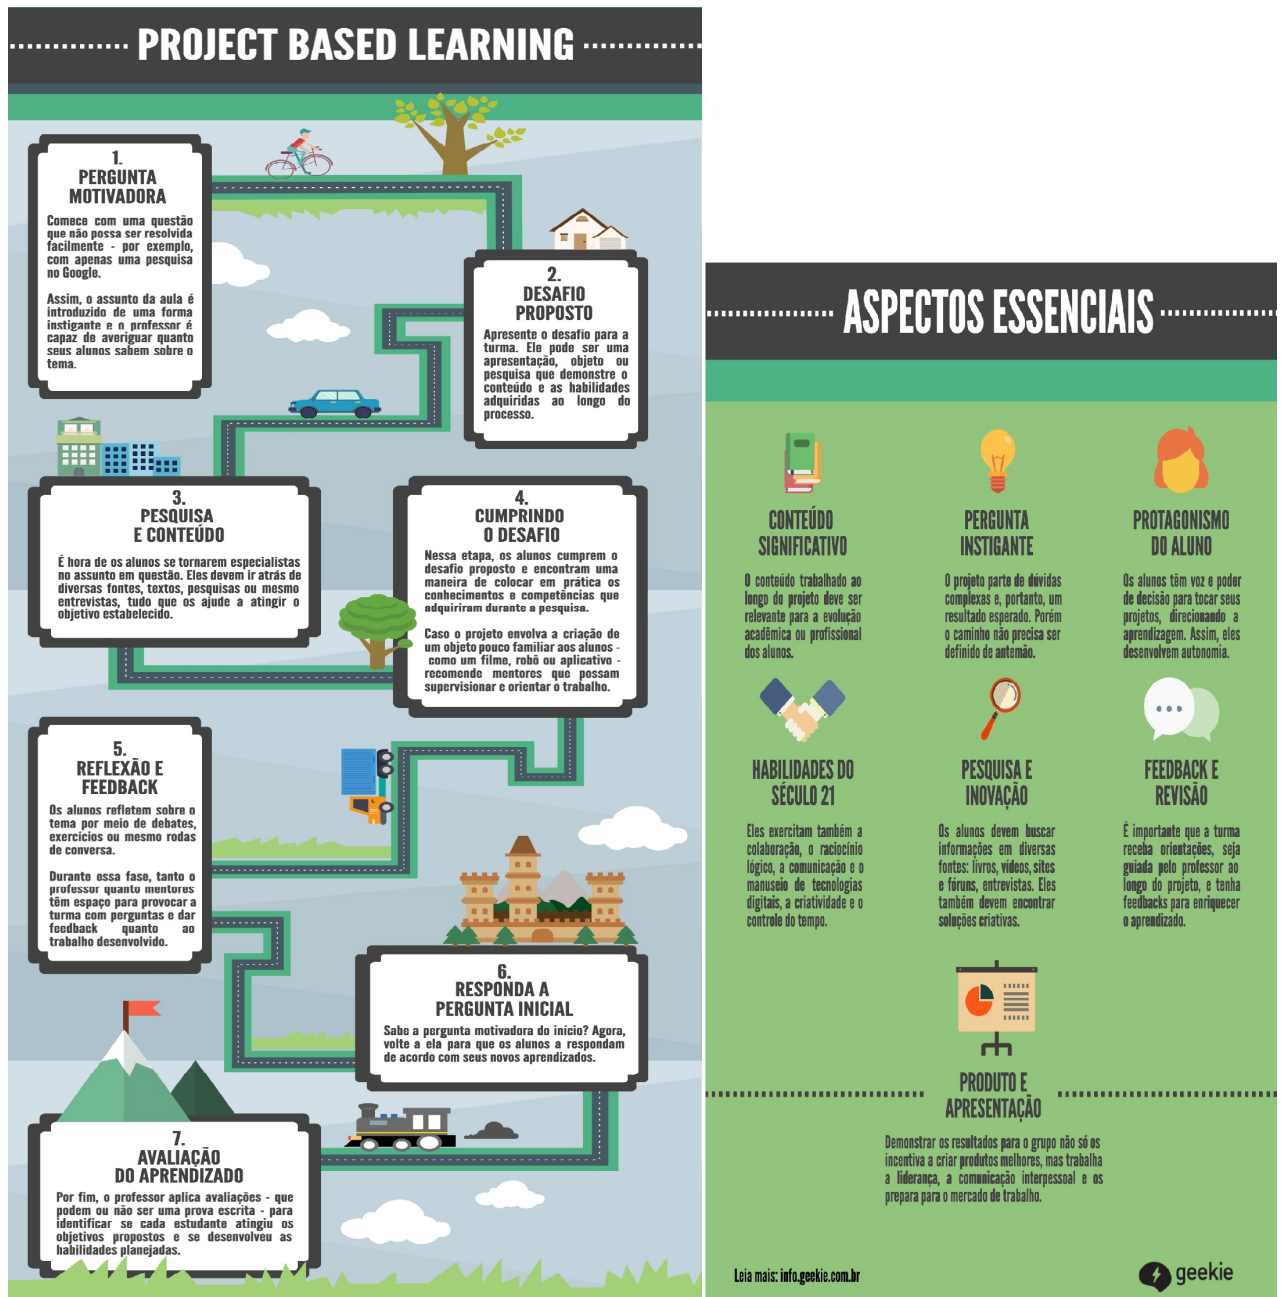 PROJECT BASED LEARNING
1.
PERGUNTA
MOTIVADORA
Comece com uma questão
que não possa ser resolvida
facilmente - por exemplo,
com apenas uma pesquisa
no Google.
Assim, o assunto da aula é
introduzido de uma forma
instigante e o professor é
capaz de averiguar quanto
seus alunos sabem sobre o
tema.
2.
DESAFIO
PROPOSTO
Apresente o desafio para a
turma. Ele pode ser uma
apresentação, objeto ou
pesquisa que demonstre o
conteúdo e as habilidades
adquiridas ao longo do
processo.
3.
PESQUISA
E CONTEÚDO
É hora de os alunos se tornarem especialistas
no assunto em questão. Eles devem ir atrás de
diversas fontes, textos, pesquisas ou mesmo
entrevistas, tudo que os ajude a atingir o
objetivo estabelecido.
4.
CUMPRINDO
O DESAFIO
Nessa etapa, os alunos cumprem o
desafio proposto e encontram uma
maneira de colocar em prática os
conhecimentos e competências que
adquiriram durante a pesquisa.
Caso o projeto envolva a criação de
um objeto pouco familiar aos alunos -
como um filme, robô ou aplicativo -
recomende mentores que possam
supervisionar e orientar o trabalho.
5.
REFLEXÃO E
FEEDBACK
Os alunos refletem sobre o
tema por meio de debates,
exercícios ou mesmo rodas
de conversa.
Durante essa fase, tanto o
professor quanto mentores
têm espaço para provocar a
turma com perguntas e dar
feedback quanto ao
trabalho desenvolvido.
6.
RESPONDA A
PERGUNTA INICIAL
Sabe a pergunta motivadora do início? Agora,
volte a ela para que os alunos a respondam
de acordo com seus novos aprendizados.
7.
AVALIAÇÃO
DO APRENDIZADO
Por fim, o professor aplica avaliações - que
podem ou não ser uma prova escrita - para
identificar se cada estudante atingiu os
objetivos propostos e se desenvolveu as
habilidades planejadas.
ASPECTOS ESSENCIAIS
CONTEÚDO
SIGNIFICATIVO
O conteúdo trabalhado ao
longo do projeto deve ser
relevante para a evolução
acadêmica ou profissional
dos alunos.
PERGUNTA
INSTIGANTE
O projeto parte de dúvidas
complexas e, portanto, um
resultado esperado. Porém
o caminho não precisa ser
definido de antemão.
PROTAGONISMO
DO ALUNO
Os alunos têm voz e poder
de decisão para tocar seus
projetos, direcionando a
aprendizagem. Assim, eles
desenvolvem autonomia.
HABILIDADES DO
SÉCULO 21
Eles exercitam também a
colaboração, o raciocínio
lógico, a comunicação e o
manuseio de tecnologias
digitais, a criatividade e o
controle do tempo.
PESQUISA E
INOVAÇÃO
Os alunos devem buscar
informações em diversas
fontes: livros, vídeos, sites
e fóruns, entrevistas. Eles
também devem encontrar
soluções criativas.
FEEDBACK E
REVISÃO
É importante que a turma
receba orientações, seja
guiada pelo professor ao
longo do projeto, e tenha
feedbacks para enriquecer
o aprendizado.
PRODUTO E
APRESENTAÇÃO
Demonstrar os resultados para o grupo não só os
incentiva a criar produtos melhores, mas trabalha
a liderança, a comunicação interpessoal e os
prepara para o mercado de trabalho.
Leia mais: info.geekie.com.br
geekie